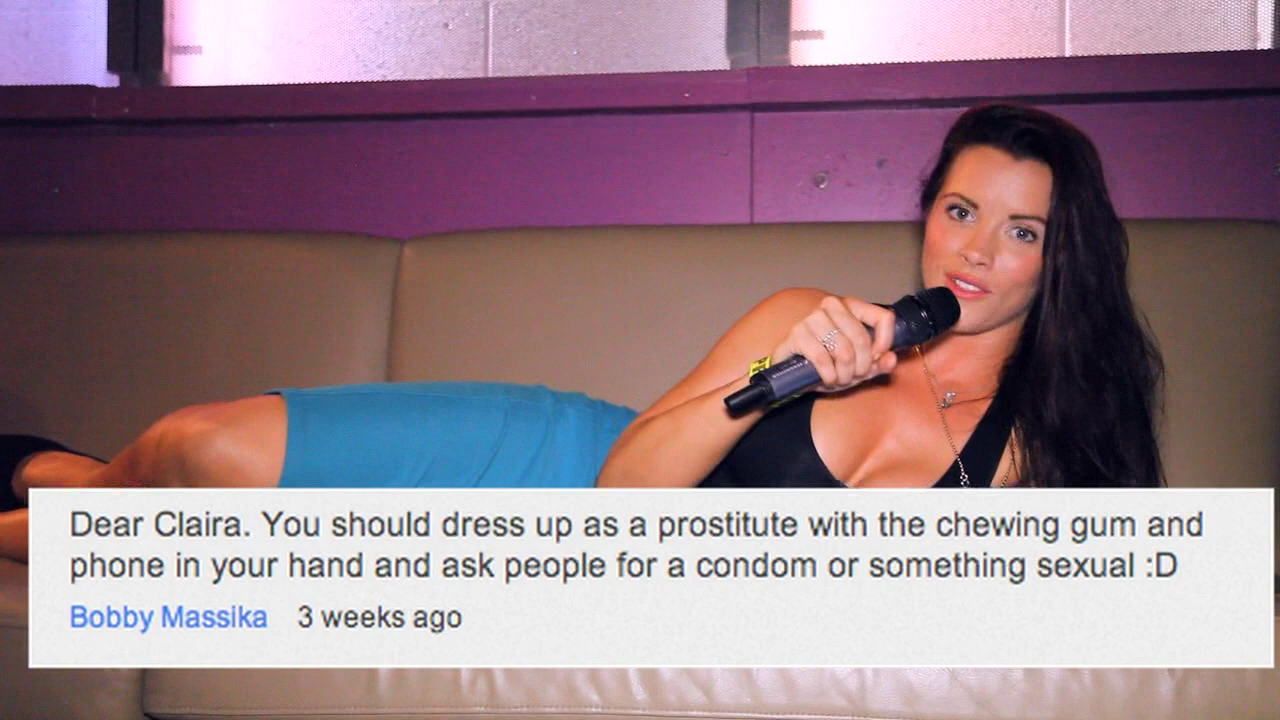 Dear Claira. You should dress up as a prostitute with the chewing gum and
phone in your hand and ask people for a condom or something sexual :D
Bobby Massika 3 weeks ago